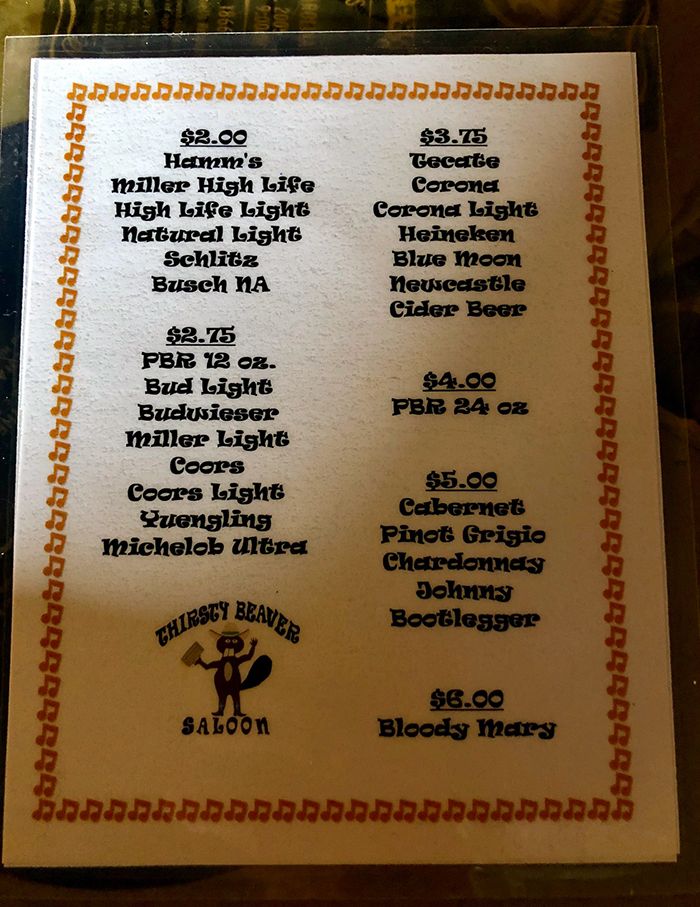 $2.00
Hamm's
Miller High Life
High Life Light
Natural Light
Schlitz
Busch NA
$2.75
PBR 12 oz.
Bud Light
Budwieser
Miller Light
Coors
Coors Light
Yuengling
Michelob Ultra
THIRSTY BEAVER
SALOON
$3.75
Tecate
Corona
Corona Light
Heineken
Blue Moon
Newcastle
Cider Beer
$4.00
PBR 24 oz
$5.00
Cabernet
Pinot Grigio
Chardonnay
Johnny
Bootlegger
$6.00
Bloody Mary